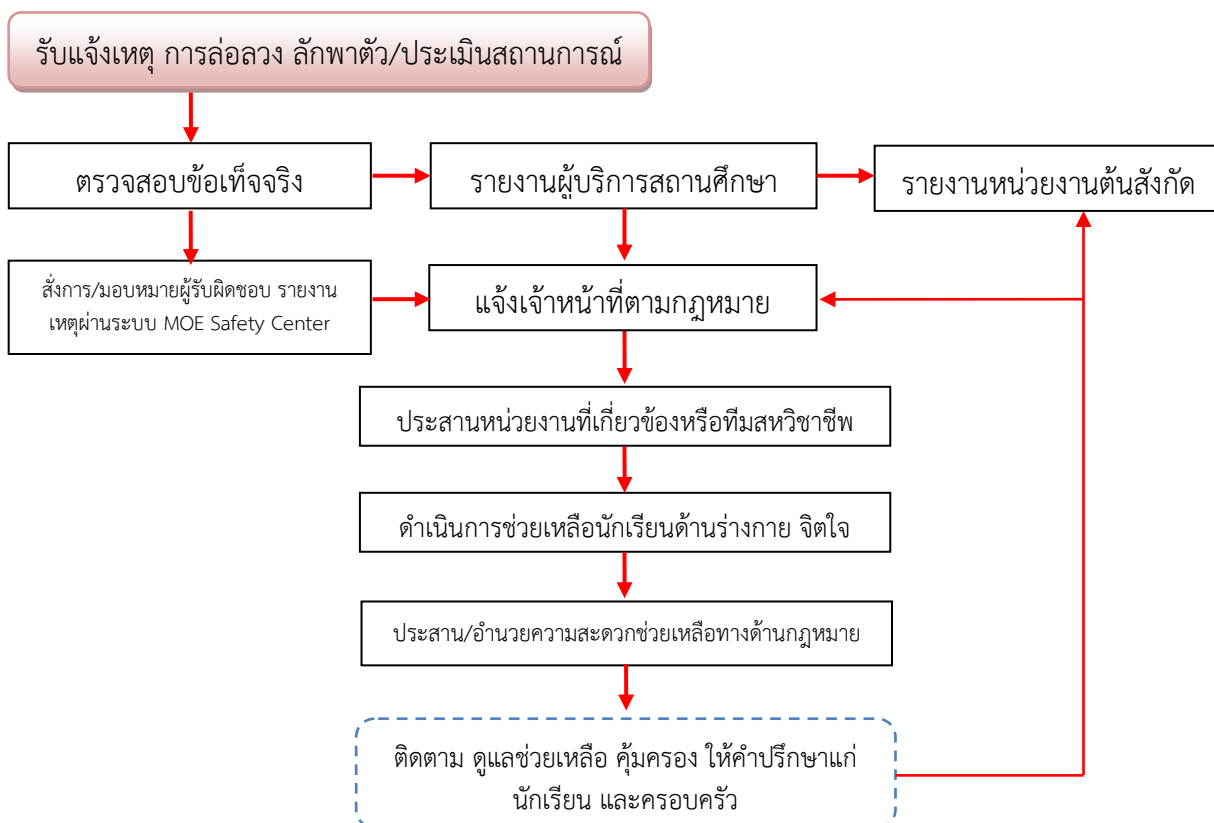 รับแจ้งเหตุ การล่อลวง ลักพาตัว/ประเมินสถานการณ์
ตรวจสอบข้อเท็จจริง
รายงานผู้บริการสถานศึกษา
รายงานหน่วยงานต้นสังกัด
สั่งการ/มอบหมายผู้รับผิดชอบ รายงาน
เหตุผ่านระบบ MOE Safety Center
แจ้งเจ้าหน้าที่ตามกฎหมาย
ประสานหน่วยงานที่เกี่ยวข้องหรือทีมสหวิชาชีพ
ดำเนินการช่วยเหลือนักเรียนด้านร่างกาย จิตใจ
ประสาน/อำนวยความสะดวกช่วยเหลือทางด้านกฎหมาย
ติดตาม ดูแลช่วยเหลือ คุ้มครอง ให้คำปรึกษาแก่
นักเรียน และครอบครัว